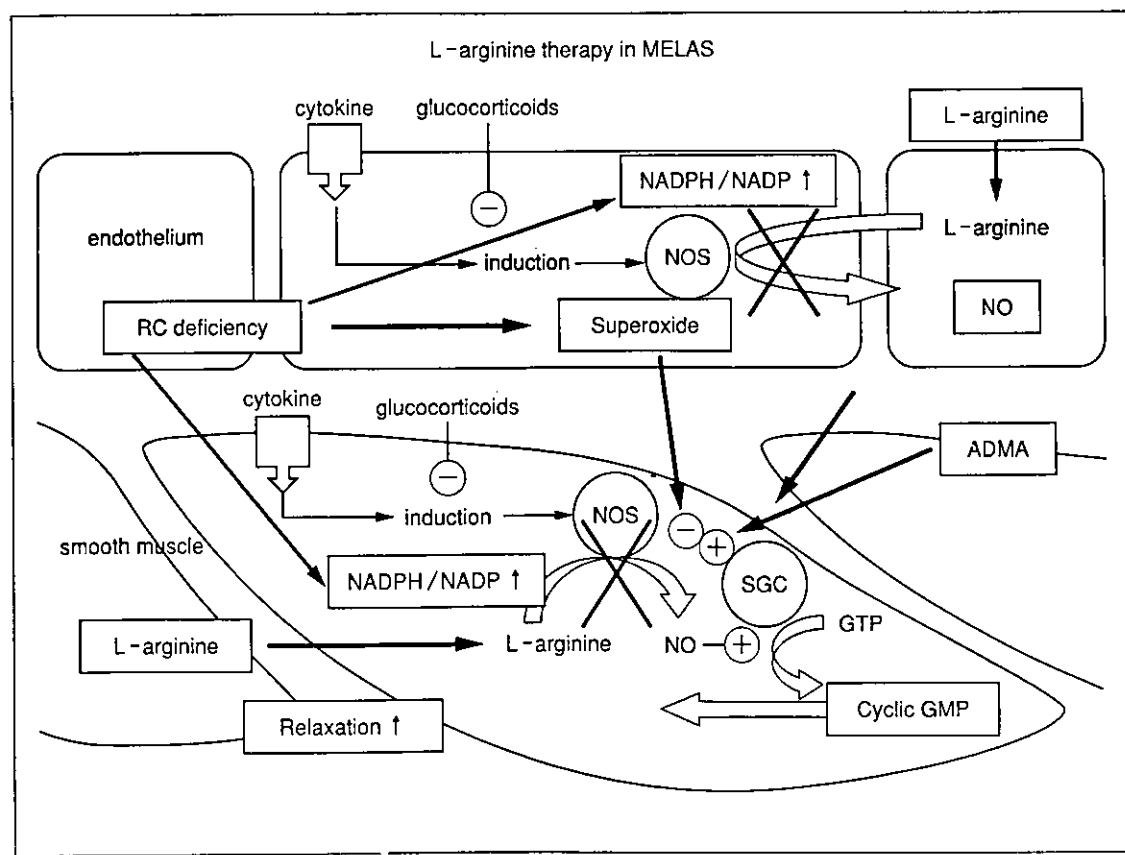 L-arginine therapy in MELAS
cytokine
glucocorticoids
L-arginine
NADPH/NADP ↑
−
endothelium
L-arginine
induction
NOS
RC deficiency
Superoxide
NO
cytokine
glucocorticoids
ADMA
−
induction
NOS
−
+
smooth muscle
NADPH/NADP ↑
SGC
L-arginine
L-arginine
NO
+
GTP
Relaxation ↑
Cyclic GMP